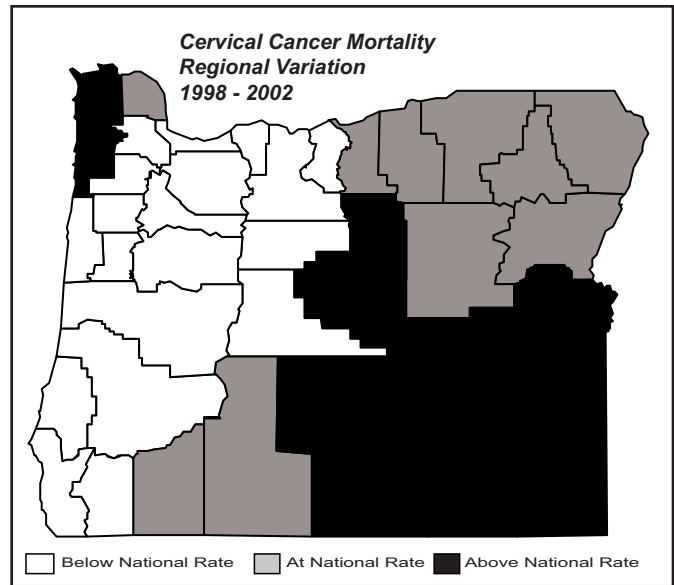 Cervical Cancer Mortality
Regional Variation
1998 - 2002
Below National Rate At National Rate Above National Rate